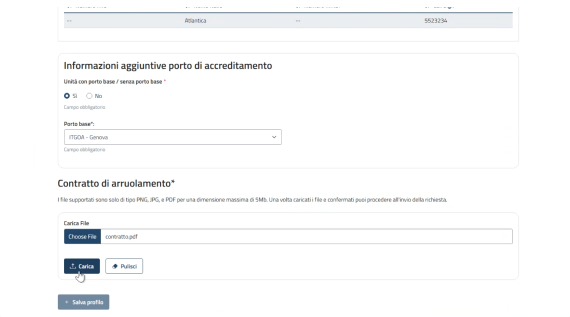 -- Atlantica -- 5523234
Informazioni aggiuntive porto di accreditamento
Unità con porto base / senza porto base *
Sì No
Campo obbligatorio
Porto base*:
ITGOA - Genova
Campo obbligatorio
Contratto di arruolamento*
I file supportati sono solo di tipo PNG, JPG, e PDF per una dimensione massima di 5Mb. Una volta caricati i file e confermati puoi procedere all'invio della richiesta.
Carica File
Choose File contratto.pdf
Carica Pulisci
Salva profilo